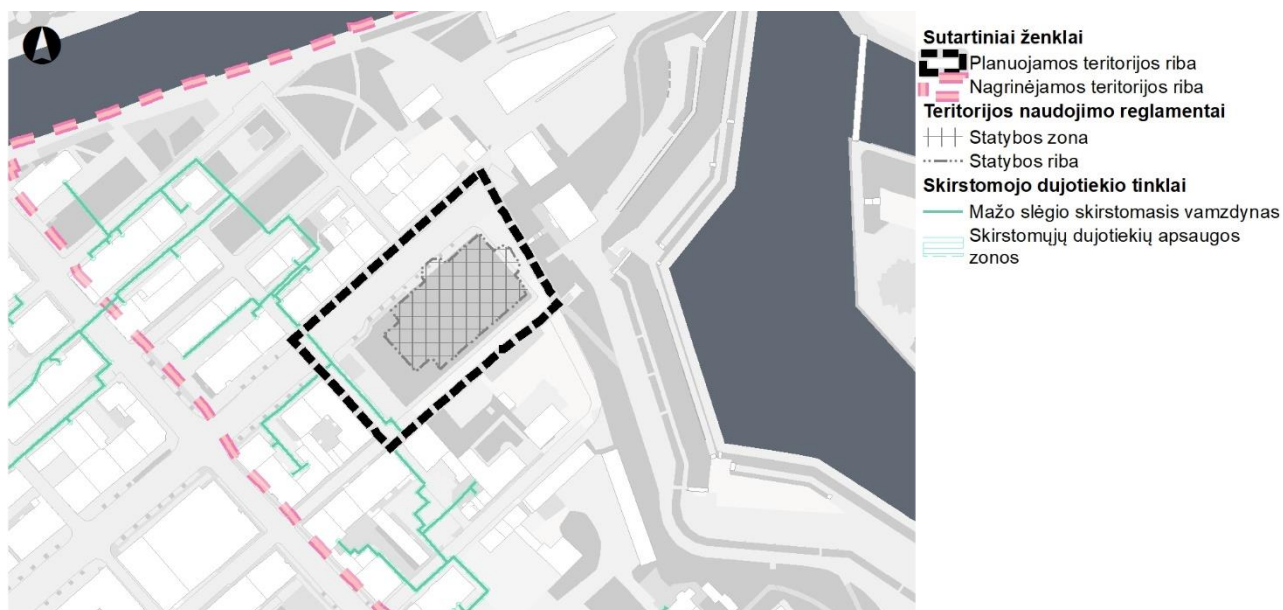 Sutartiniai ženklai
Planuojamos teritorijos riba
Nagrinėjamos teritorijos riba
Teritorijos naudojimo reglamentai
Statybos zona
Statybos riba
Skirstomojo dujotiekio tinklai
Mažo slėgio skirstomasis vamzdynas
Skirstomųjų dujotiekių apsaugos
zonos